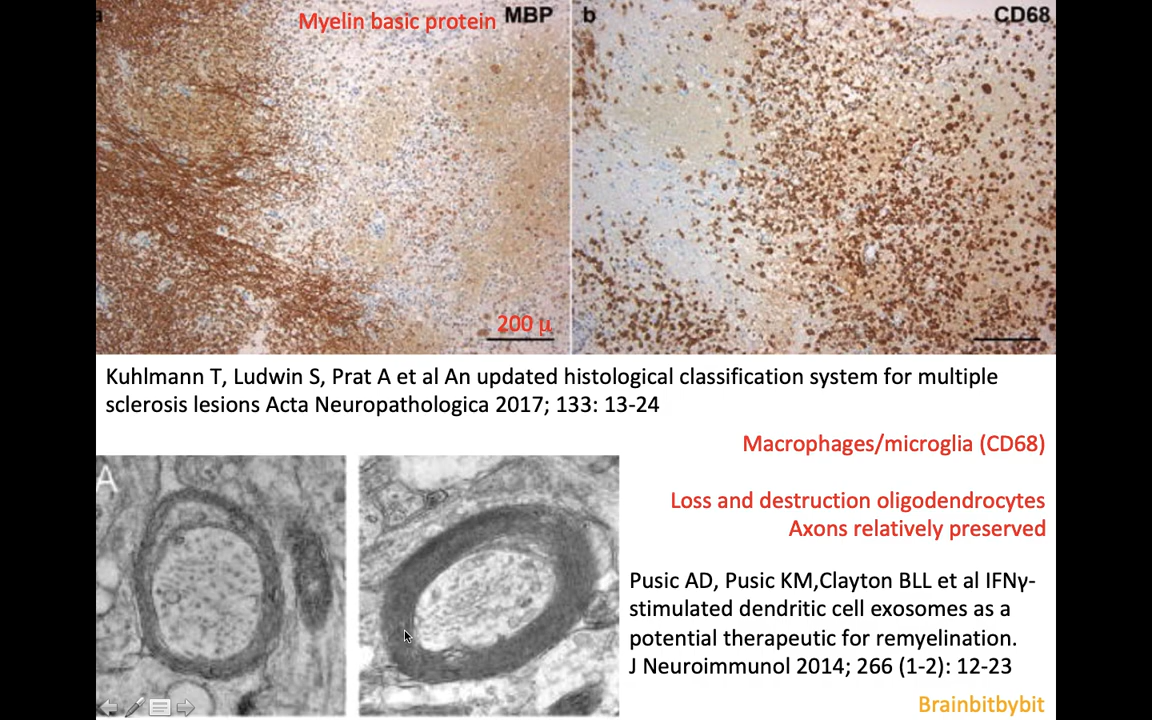 a
Myelin basic protein MBP
b
CD68
200 µ
Kuhlmann T, Ludwin S, Prat A et al An updated histological classification system for multiple
sclerosis lesions Acta Neuropathologica 2017; 133: 13-24
Macrophages/microglia (CD68)
A
Loss and destruction oligodendrocytes
Axons relatively preserved
Pusic AD, Pusic KM,Clayton BLL et al IFNγ-
stimulated dendritic cell exosomes as a
potential therapeutic for remyelination.
J Neuroimmunol 2014; 266 (1-2): 12-23
Brainbitbybit